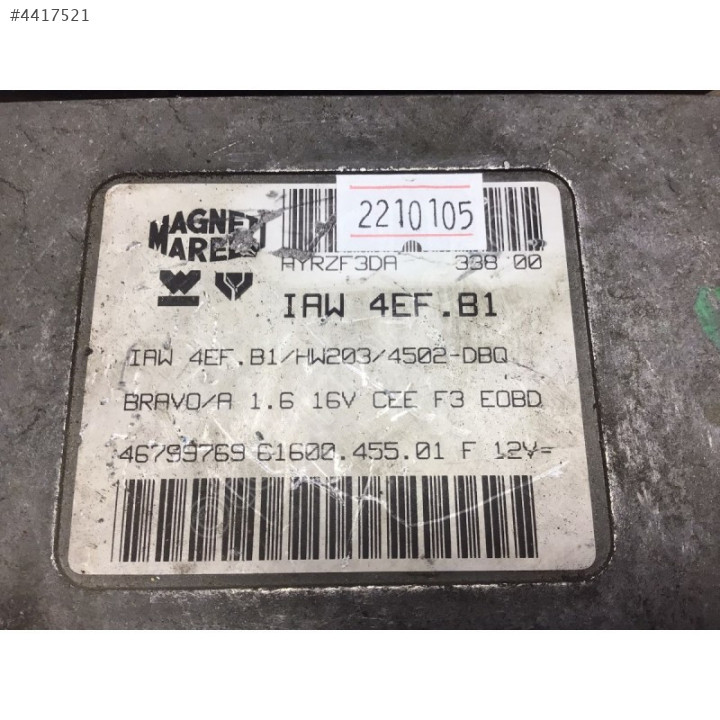 #4417521
MAGNETI
MARELLI
2210105
AYRZF3DA 338 00
IAW 4EF.B1
IAW 4EF.B1/HW203/4502-DBQ
BRAVO/A 1.6 16V CEE F3 EOBD
46799769 61600.455.01 F 12V=